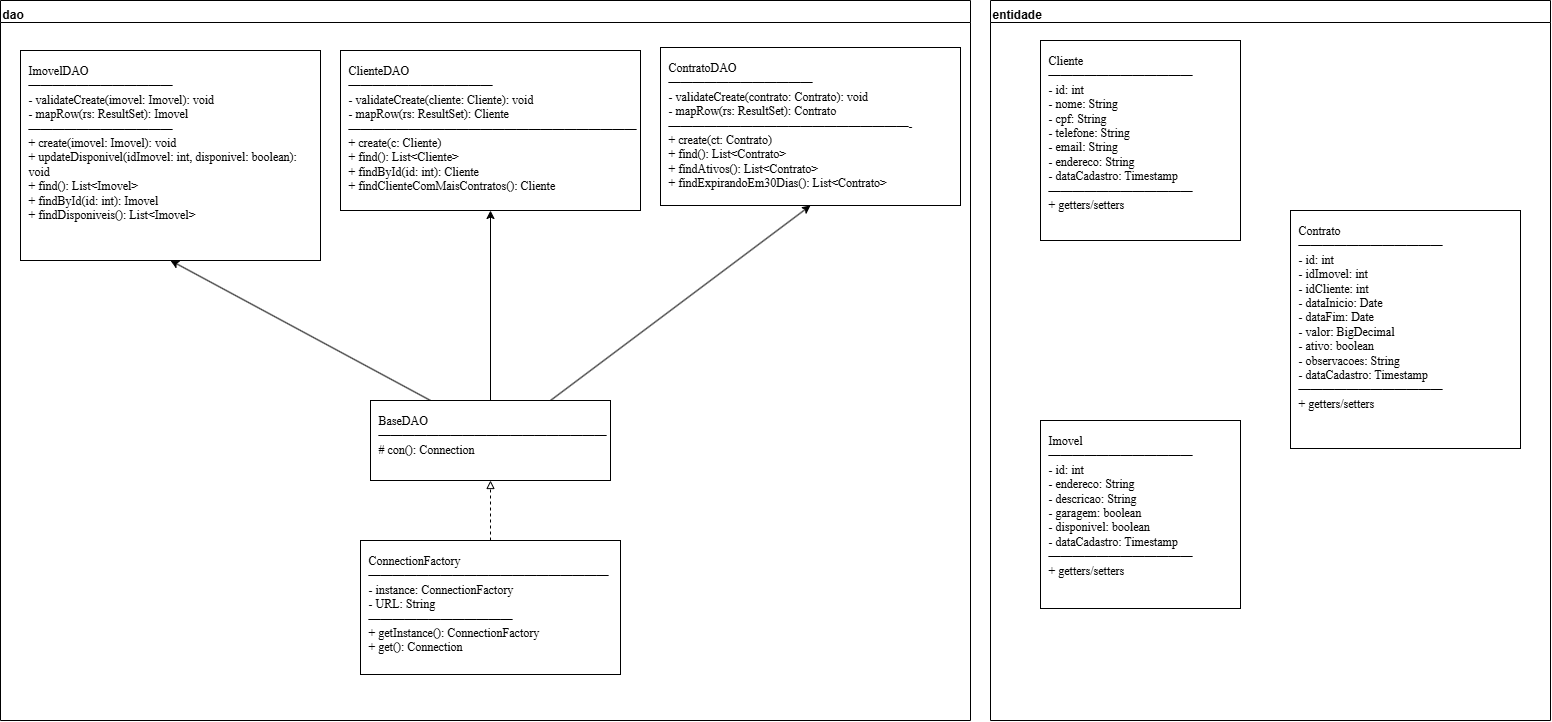 dao
ImovelDAO
- validateCreate(imovel: Imovel): void
- mapRow(rs: ResultSet): Imovel
+ create(imovel: Imovel): void
+ updateDisponivel(idImovel: int, disponivel: boolean):
void
+ find(): List<Imovel>
+ findById(id: int): Imovel
+ findDisponiveis(): List<Imovel>
ClienteDAO
- validateCreate(cliente: Cliente): void
- mapRow(rs: ResultSet): Cliente
+ create(c: Cliente)
+ find(): List<Cliente>
+ findById(id: int): Cliente
+ findClienteComMaisContratos(): Cliente
ContratoDAO
- validateCreate(contrato: Contrato): void
- mapRow(rs: ResultSet): Contrato
+ create(ct: Contrato)
+ find(): List<Contrato>
+ findAtivos(): List<Contrato>
+ findExpirandoEm30Dias(): List<Contrato>
BaseDAO
# con(): Connection
ConnectionFactory
- instance: ConnectionFactory
- URL: String
+ getInstance(): ConnectionFactory
+ get(): Connection
entidade
Cliente
- id: int
- nome: String
- cpf: String
- telefone: String
- email: String
- endereco: String
- dataCadastro: Timestamp
+ getters/setters
Contrato
- id: int
- idImovel: int
- idCliente: int
- dataInicio: Date
- dataFim: Date
- valor: BigDecimal
- ativo: boolean
- observacoes: String
- dataCadastro: Timestamp
+ getters/setters
Imovel
- id: int
- endereco: String
- descricao: String
- garagem: boolean
- disponivel: boolean
- dataCadastro: Timestamp
+ getters/setters